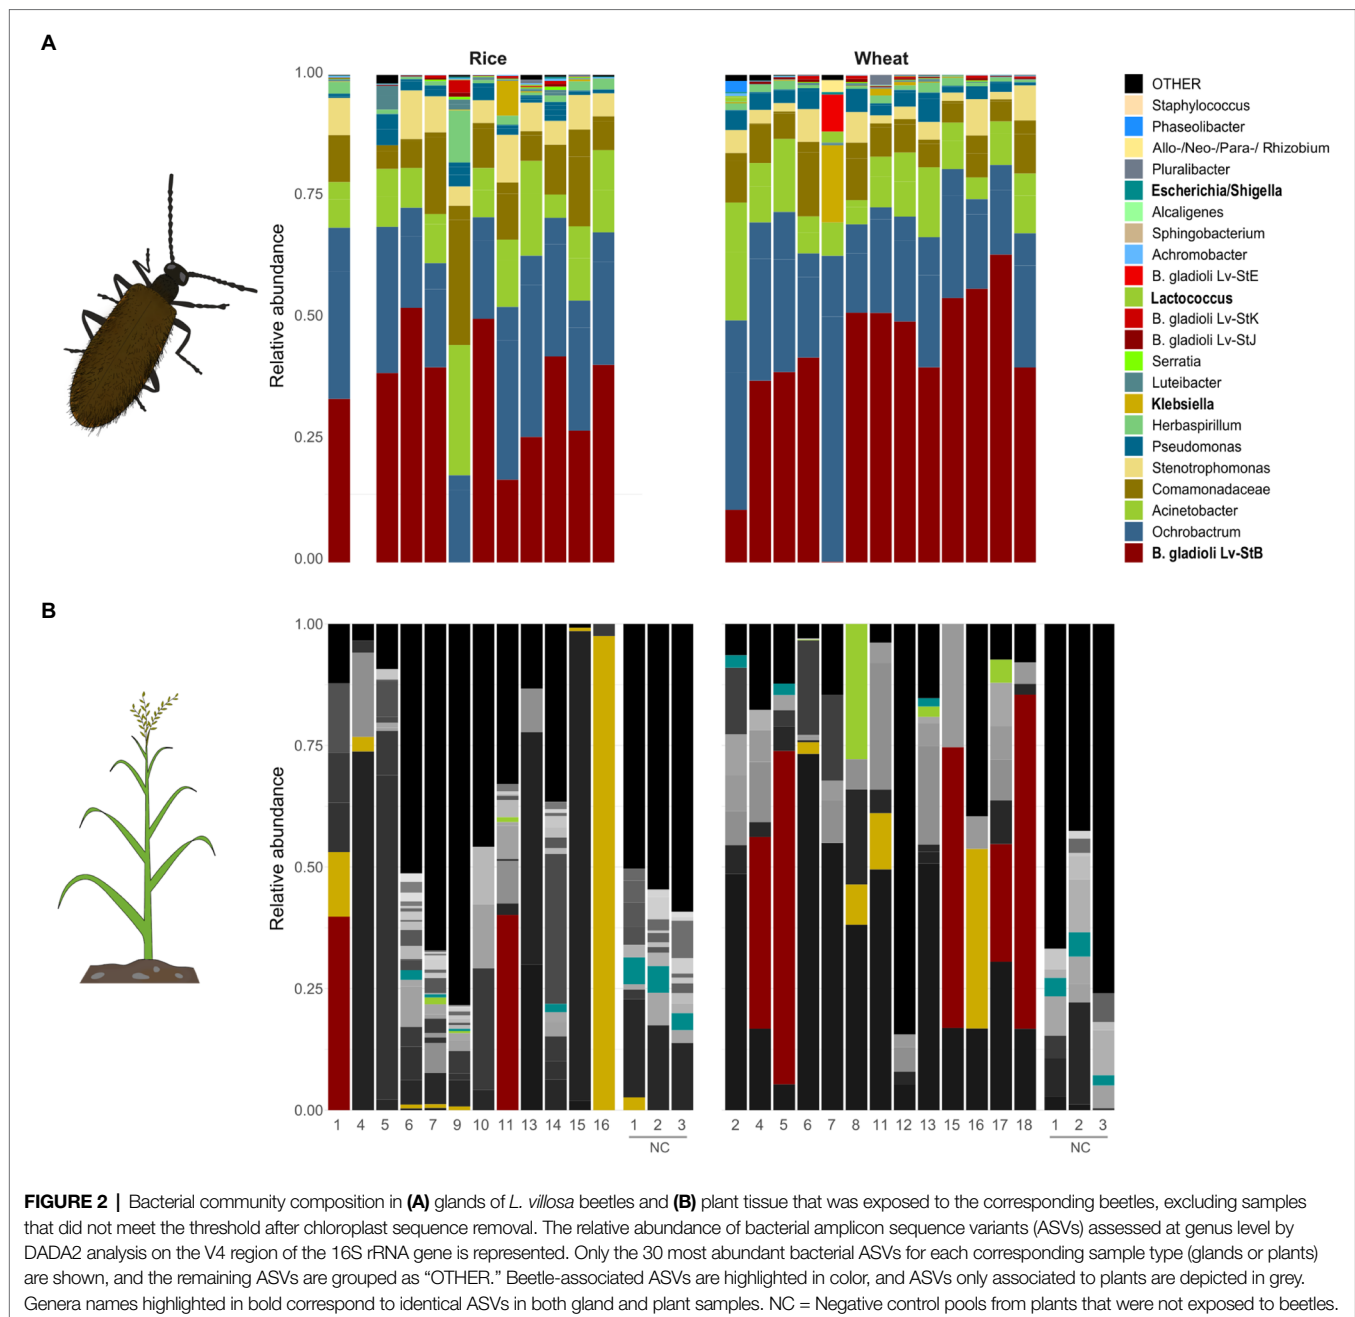 A
Rice
Wheat
1.00
0.75
0.50
0.25
0.00
Relative abundance
OTHER
Staphylococcus
Phaseolibacter
Allo-/Neo-/Para-/ Rhizobium
Pluralibacter
Escherichia/Shigella
Alcaligenes
Sphingobacterium
Achromobacter
B. gladioli Lv-StE
Lactococcus
B. gladioli Lv-StK
B. gladioli Lv-StJ
Serratia
Luteibacter
Klebsiella
Herbaspirillum
Pseudomonas
Stenotrophomonas
Comamonadaceae
Acinetobacter
Ochrobactrum
B. gladioli Lv-StB
B
1.00
0.75
0.50
0.25
0.00
Relative abundance
1 4 5 6 7 9 10 11 13 14 15 16 1 2 3
NC
2 4 5 6 7 8 11 12 13 15 16 17 18 1 2 3
NC
FIGURE 2 | Bacterial community composition in (A) glands of L. villosa beetles and (B) plant tissue that was exposed to the corresponding beetles, excluding samples
that did not meet the threshold after chloroplast sequence removal. The relative abundance of bacterial amplicon sequence variants (ASVs) assessed at genus level by
DADA2 analysis on the V4 region of the 16S rRNA gene is represented. Only the 30 most abundant bacterial ASVs for each corresponding sample type (glands or plants)
are shown, and the remaining ASVs are grouped as “OTHER.” Beetle-associated ASVs are highlighted in color, and ASVs only associated to plants are depicted in grey.
Genera names highlighted in bold correspond to identical ASVs in both gland and plant samples. NC = Negative control pools from plants that were not exposed to beetles.